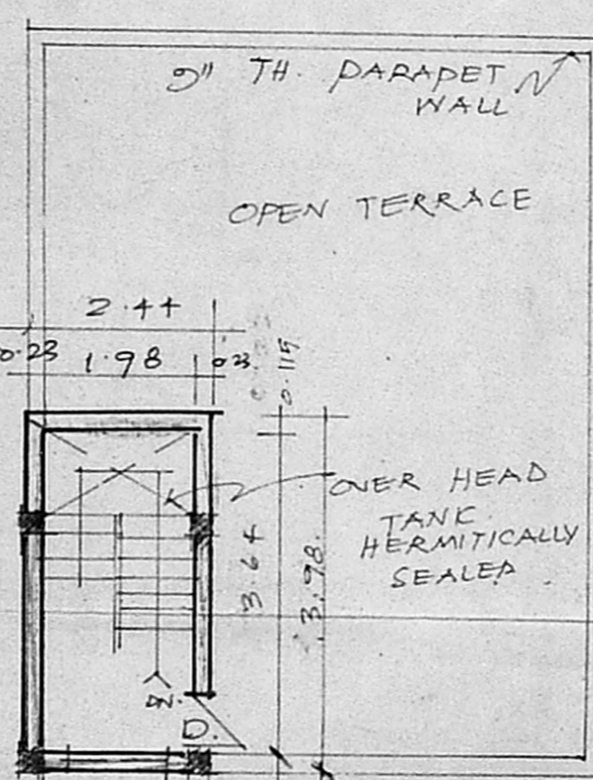 9" TH. PARAPET
WALL
OPEN TERRACE
2.44
0.23 1.98 0.23
0.115
OVER HEAD
TANK
HERMITICALLY
SEALED
3.64
3.98
DN.
D.